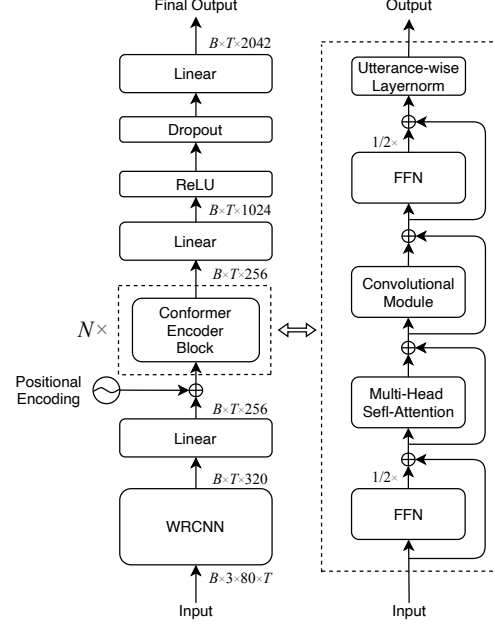 Final Output
B×T×2042
Linear
Dropout
ReLU
B×T×1024
Linear
B×T×256
N×
Conformer
Encoder
Block
Positional
Encoding
B×T×256
Linear
B×T×320
WRCNN
B×3×80×T
Input
Output
Utterance-wise
Layernorm
1/2×
FFN
Convolutional
Module
Multi-Head
Sefl-Attention
1/2×
FFN
Input